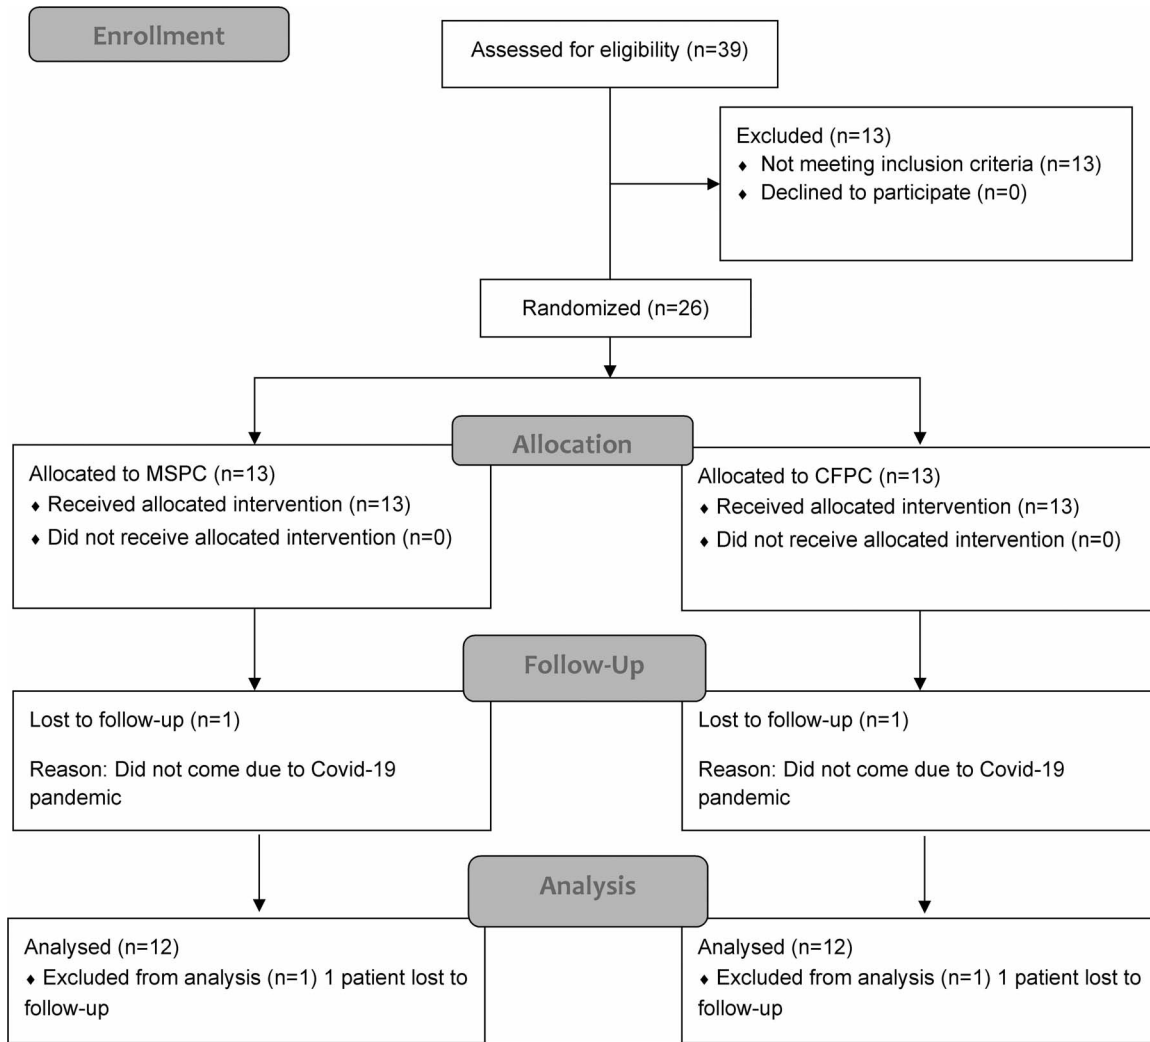 Enrollment
Assessed for eligibility (n=39)
Excluded (n=13)
♦ Not meeting inclusion criteria (n=13)
♦ Declined to participate (n=0)
Randomized (n=26)
Allocation
Allocated to MSPC (n=13)
♦ Received allocated intervention (n=13)
♦ Did not receive allocated intervention (n=0)
Allocated to CFPC (n=13)
♦ Received allocated intervention (n=13)
♦ Did not receive allocated intervention (n=0)
Follow-Up
Lost to follow-up (n=1)
Reason: Did not come due to Covid-19
pandemic
Lost to follow-up (n=1)
Reason: Did not come due to Covid-19
pandemic
Analysis
Analysed (n=12)
♦ Excluded from analysis (n=1) 1 patient lost to
follow-up
Analysed (n=12)
♦ Excluded from analysis (n=1) 1 patient lost to
follow-up